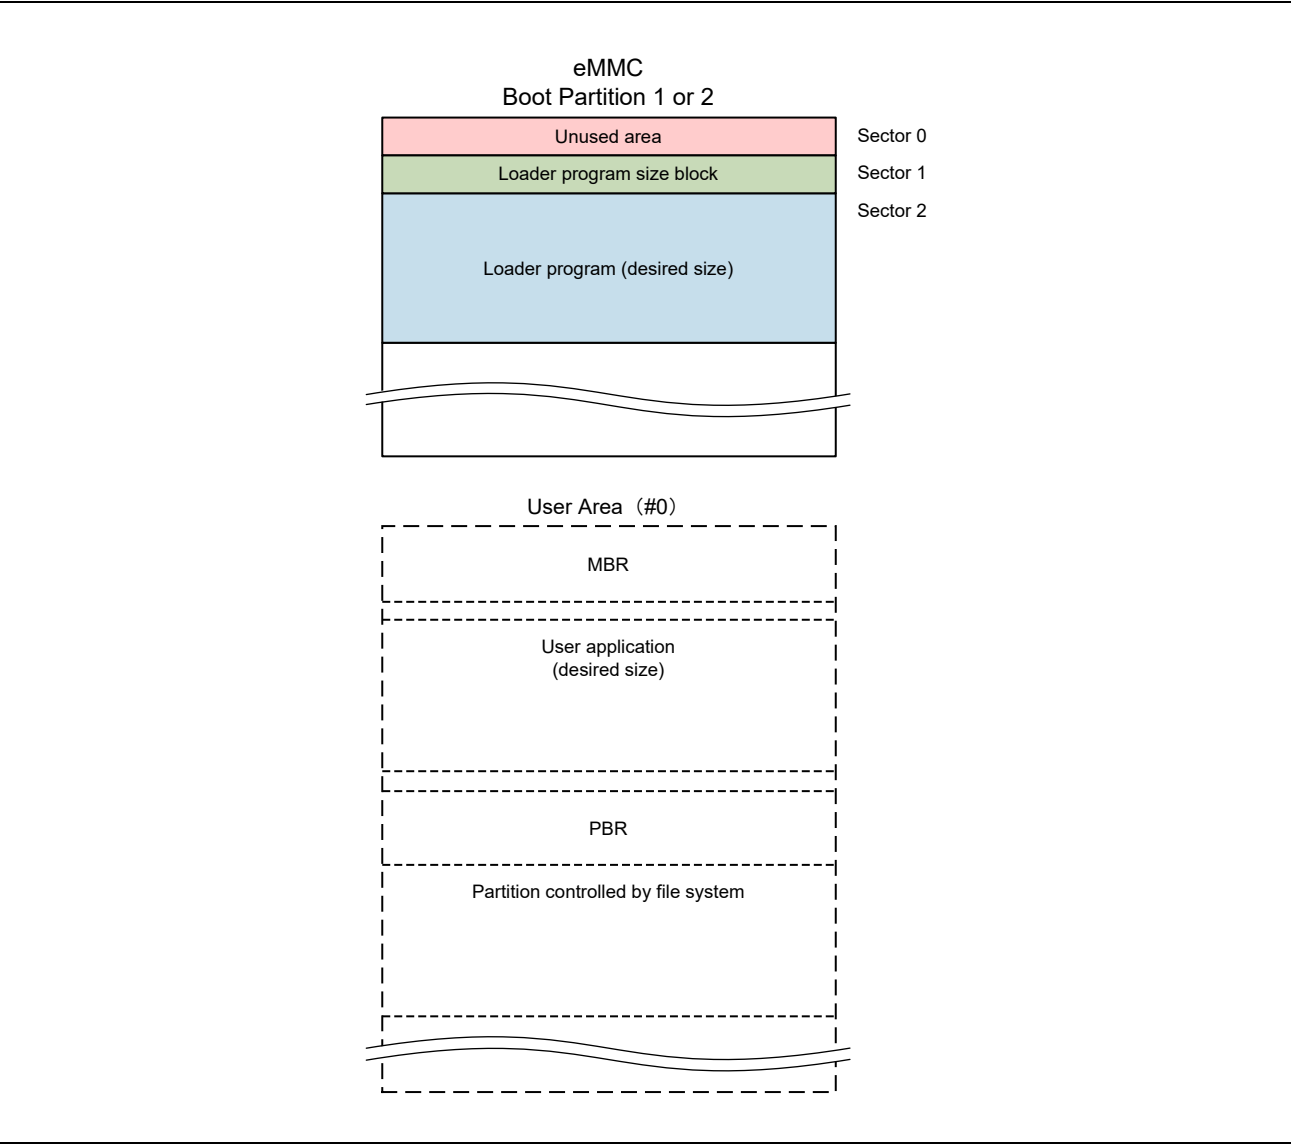 eMMC
Boot Partition 1 or 2
Unused area
Sector 0
Loader program size block
Sector 1
Sector 2
Loader program (desired size)
User Area（#0）
MBR
User application
(desired size)
PBR
Partition controlled by file system